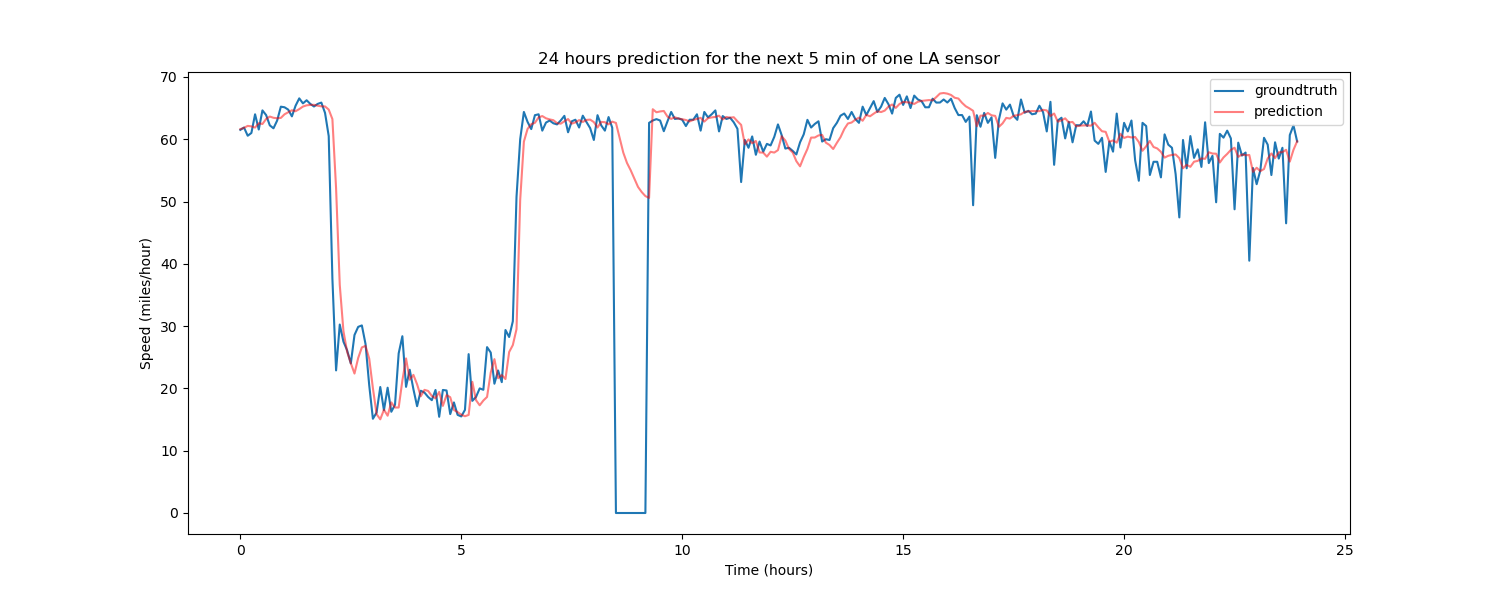 24 hours prediction for the next 5 min of one LA sensor
groundtruth
prediction
Speed (miles/hour)
70
60
50
40
30
20
10
0
0 5 10 15 20 25
Time (hours)